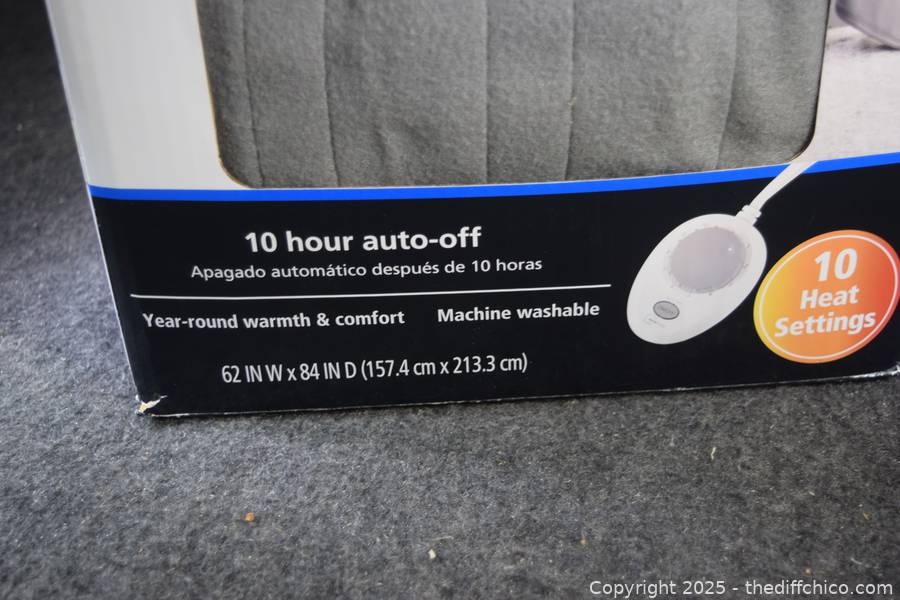 10 hour auto-off
Apagado automático después de 10 horas
Year-round warmth & comfort
Machine washable
62 IN W x 84 IN D (157.4 cm x 213.3 cm)
10
Heat
Settings
Copyright 2025 - thediffchico.com